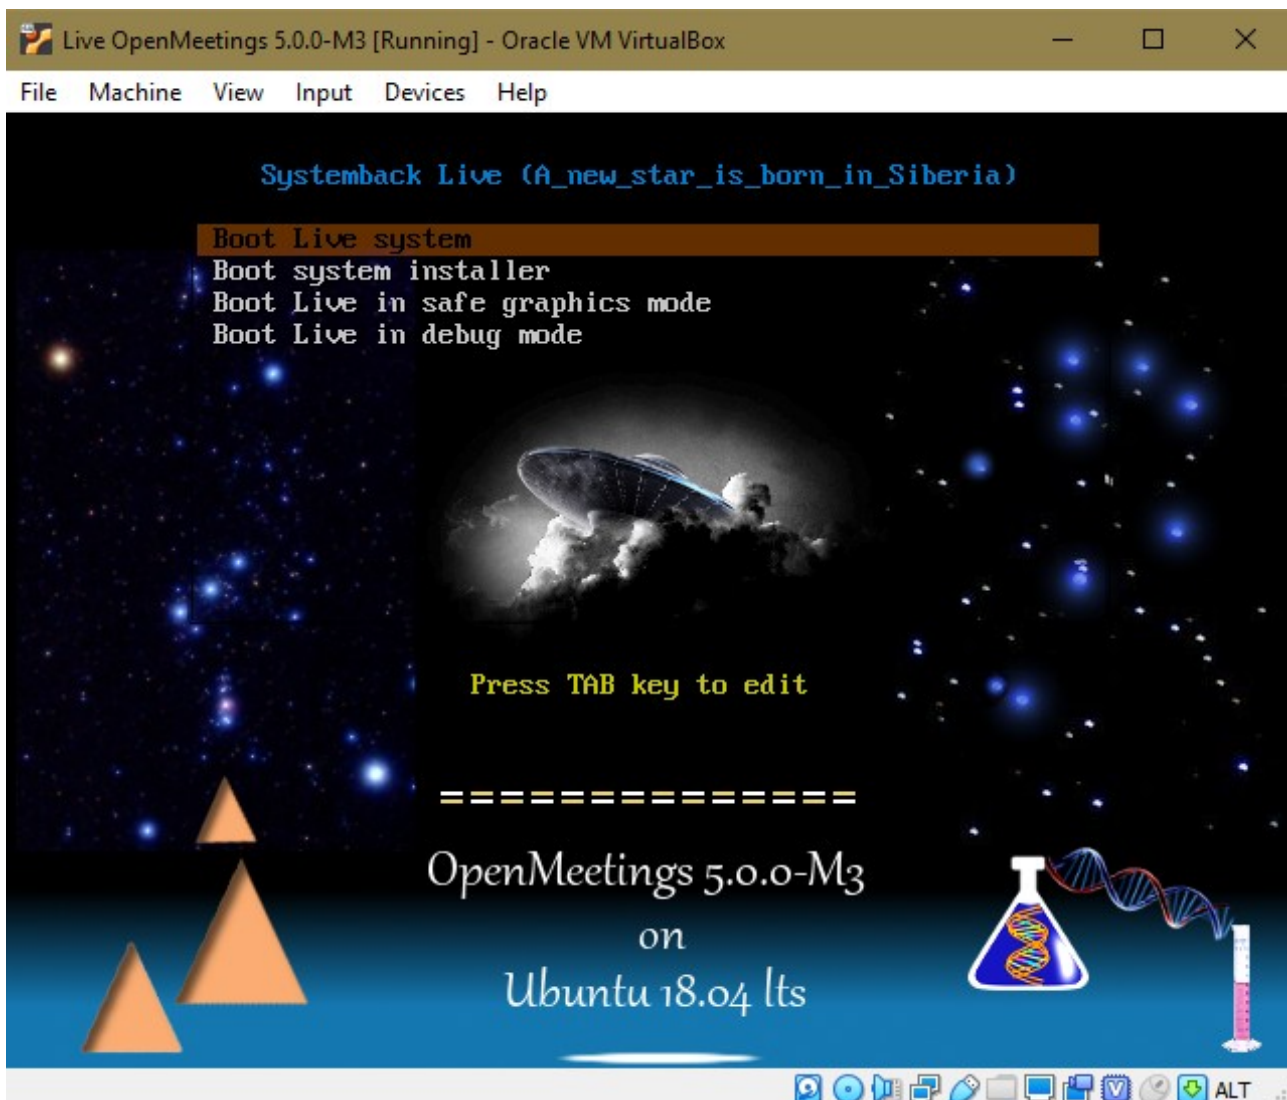 Live OpenMeetings 5.0.0-M3 [Running] - Oracle VM VirtualBox
File Machine View Input Devices Help
Systemback Live (A_new_star_is_born_in_Siberia)
Boot Live system
Boot system installer
Boot Live in safe graphics mode
Boot Live in debug mode
Press TAB key to edit
==============
OpenMeetings 5.0.0-M3
on
Ubuntu 18.04 lts
ALT